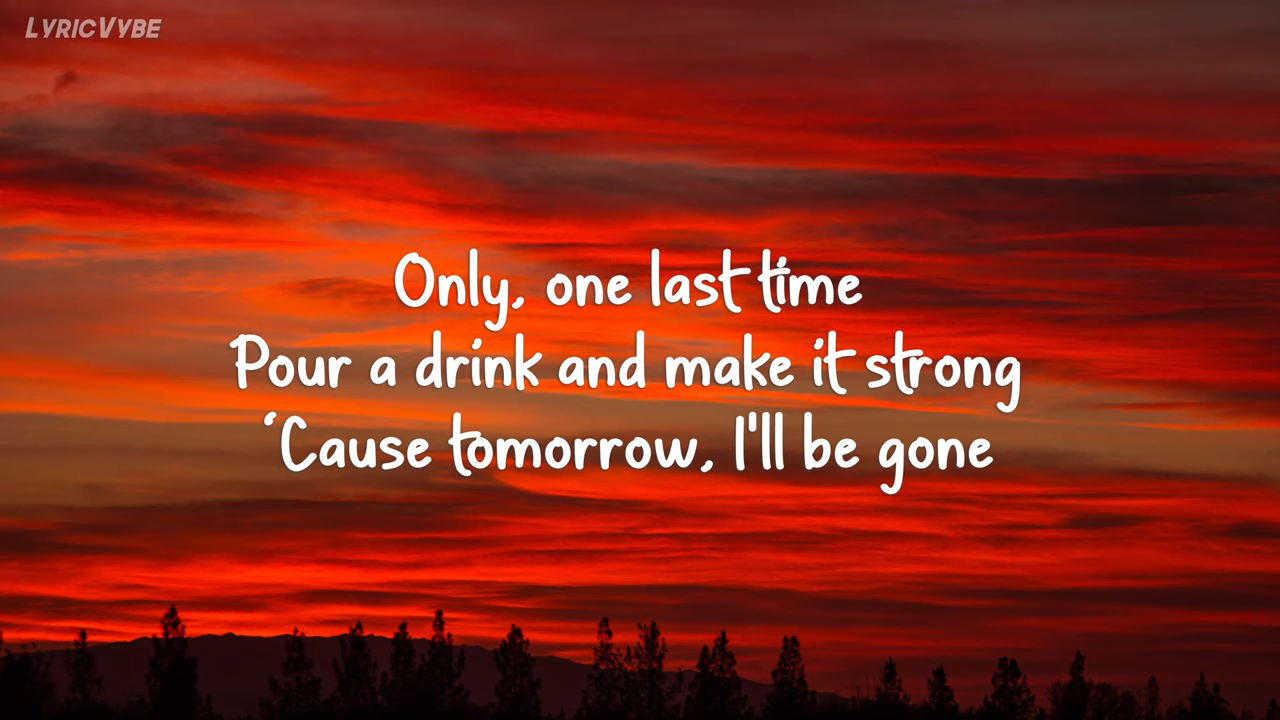 LyricVybe
Only, one last time
Pour a drink and make it strong
‘Cause tomorrow, I'll be gone